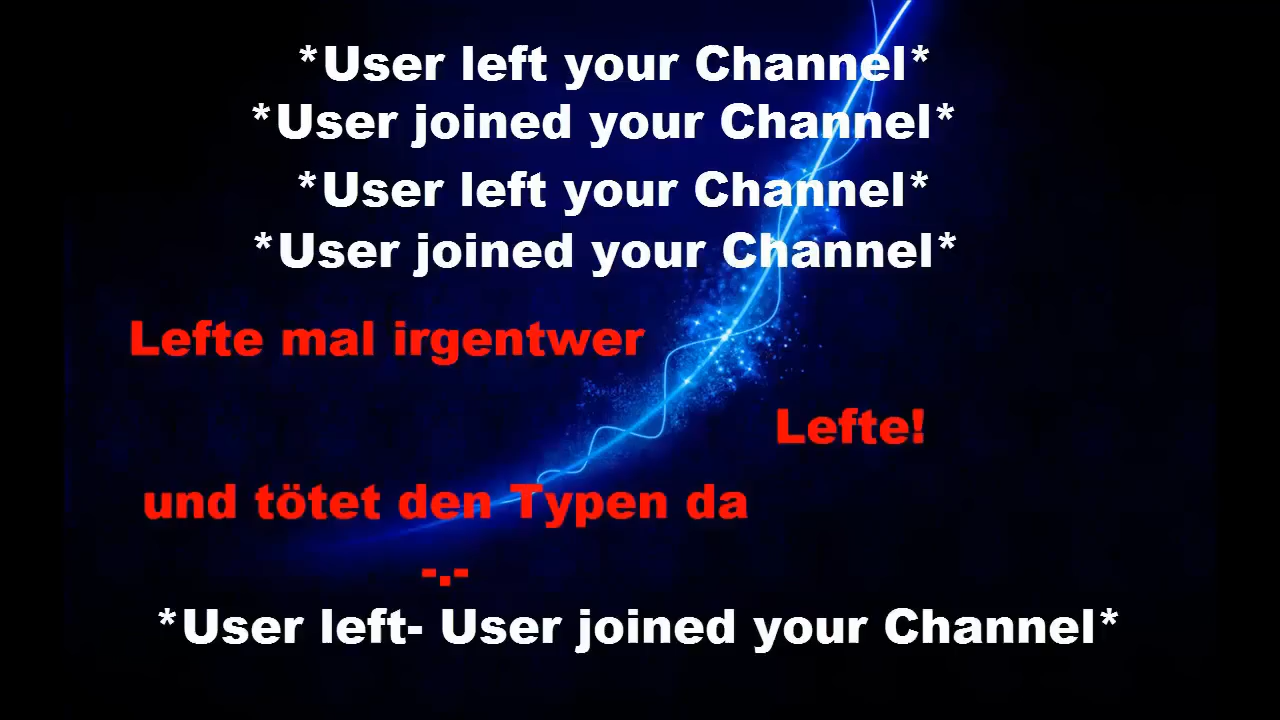 *User left your Channel*
*User joined your Channel*
*User left your Channel*
*User joined your Channel*
Lefte mal irgentwer
Lefte!
und tötet den Typen da
-.-
*User left- User joined your Channel*